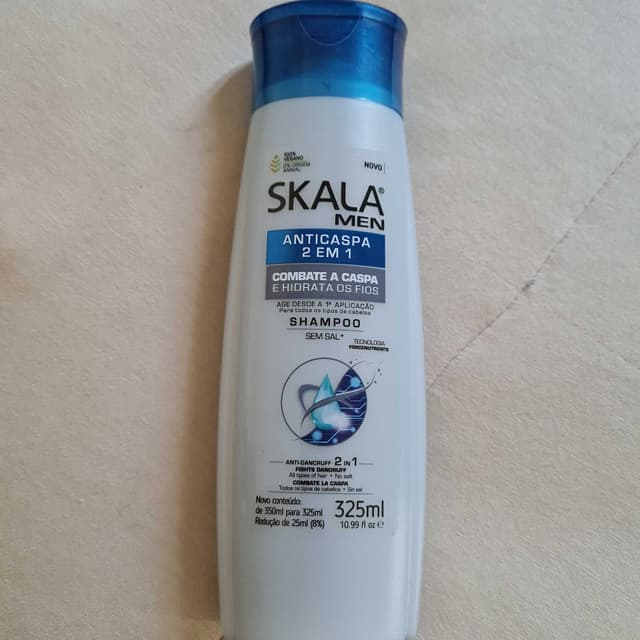 100%
VEGANO
0% ORIGEM
ANIMAL
NOVO
SKALA®
MEN
ANTICASPA
2 EM 1
COMBATE A CASPA
E HIDRATA OS FIOS
AGE DESDE A 1ª APLICAÇÃO
Para todos os tipos de cabelos
SHAMPOO
SEM SAL*
TECNOLOGIA
FORCENUTRIENTS
ANTI-DANDRUFF 2 IN 1
FIGHTS DANDRUFF
All types of hair • No salt
COMBATE LA CASPA
Todos os tipos de cabellos • Sin sal
Novo conteúdo:
de 350ml para 325ml
Redução de 25ml (8%)
325ml
10.99 fl oz e